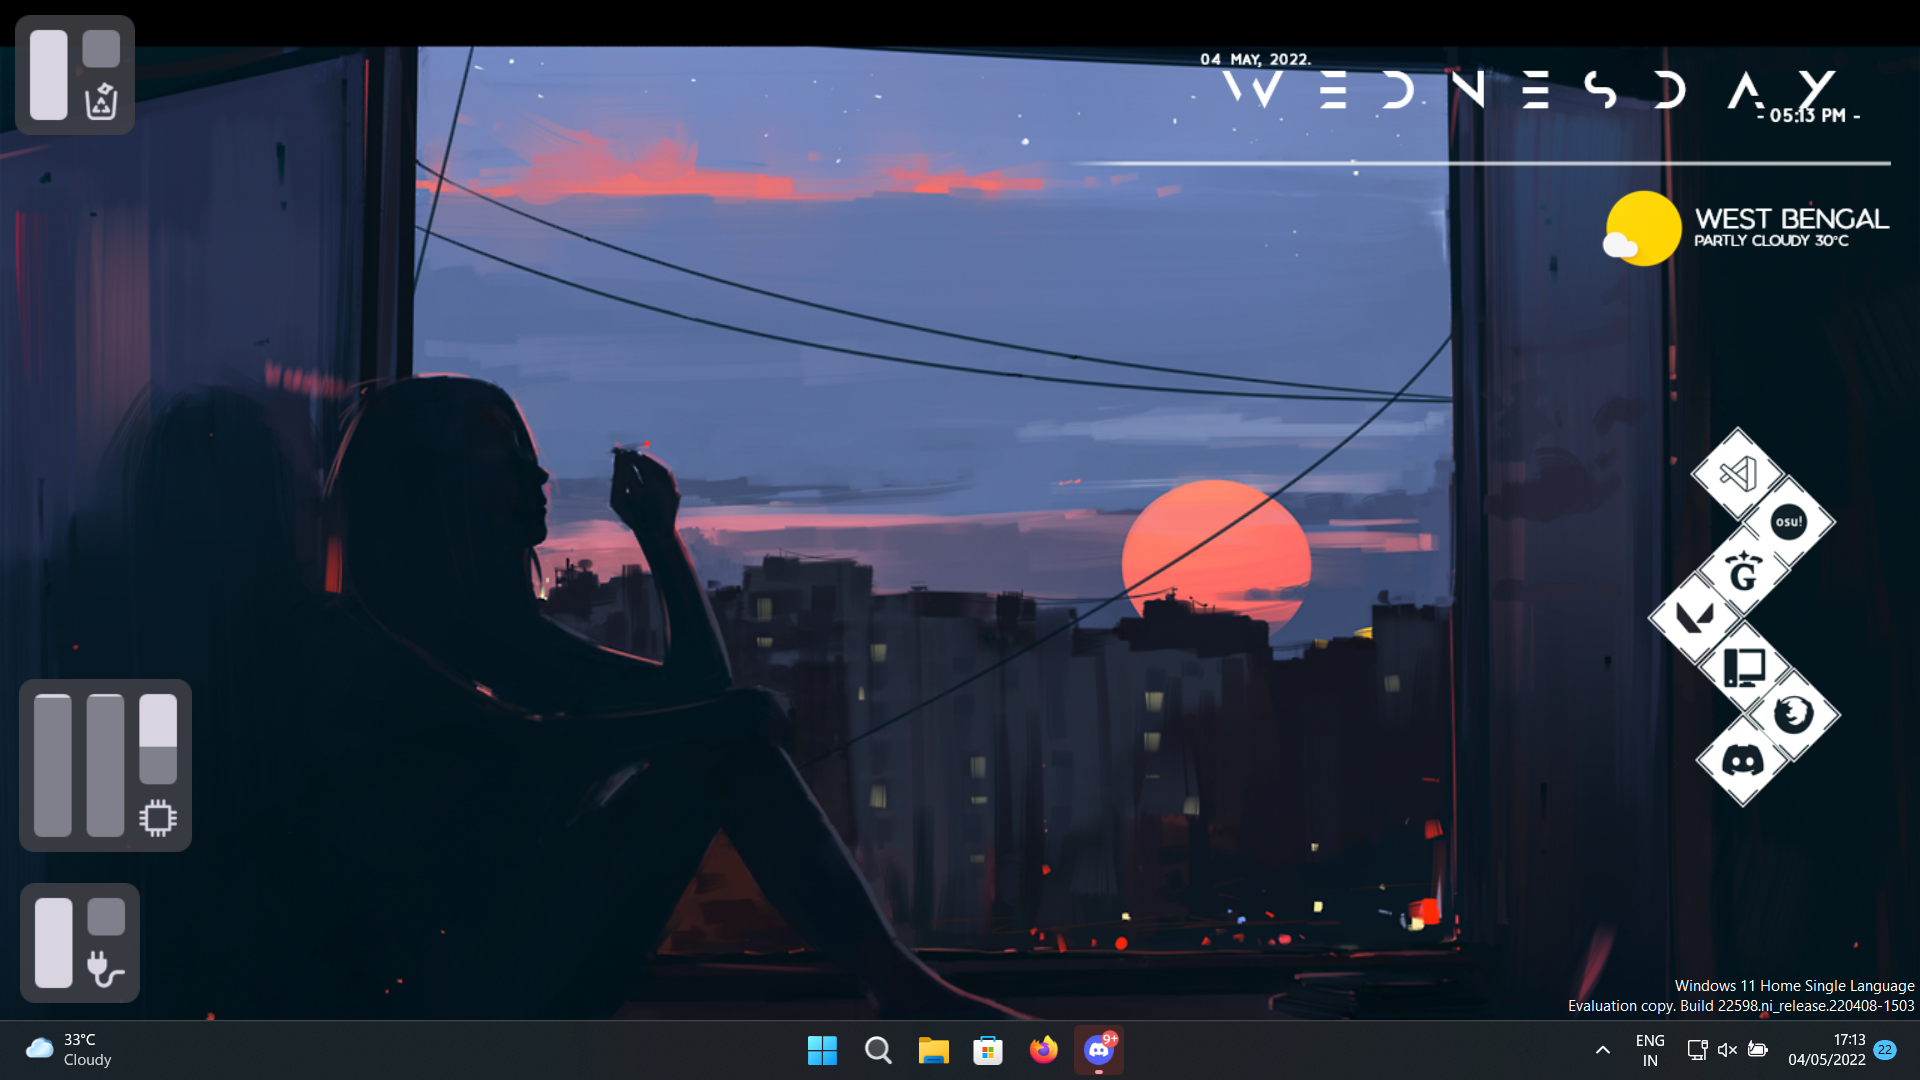 04 MAY, 2022.
WEDNESDAY
- 05:13 PM -
WEST BENGAL
PARTLY CLOUDY 30°C
osu!
G
Windows 11 Home Single Language
Evaluation copy. Build 22598.ni_release.220408-1503
33°C
Cloudy
9+
ENG
IN
17:13
04/05/2022
22